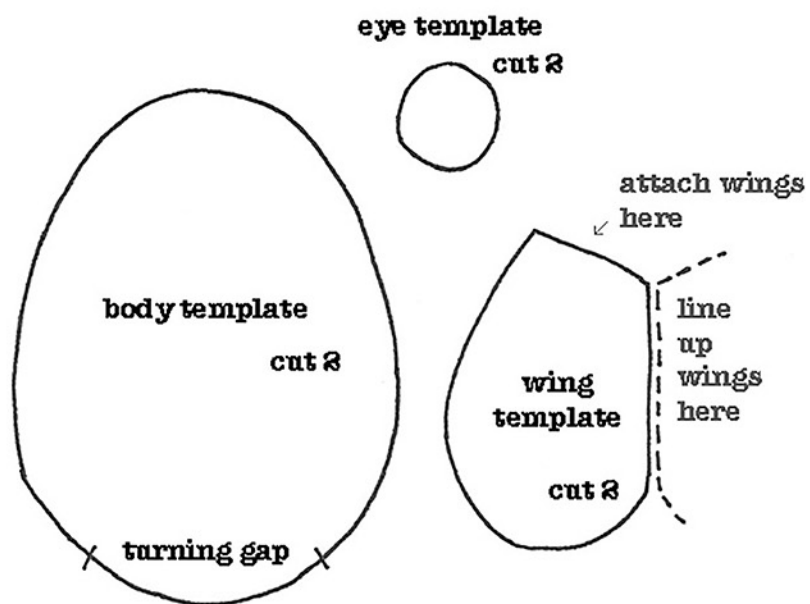 eye template
cut 2
attach wings
here
body template
cut 2
line
up
wings
here
wing
template
cut 2
turning gap